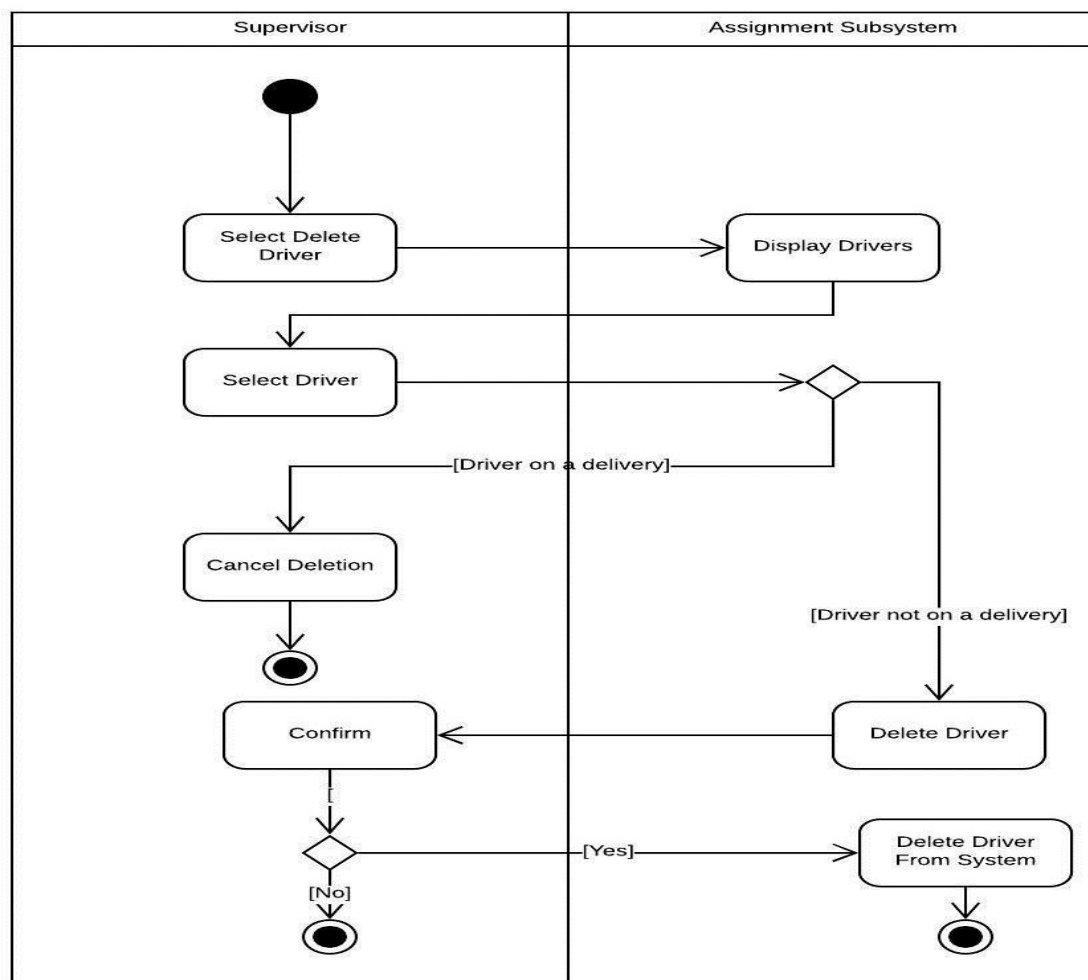 Supervisor
Assignment Subsystem
Select Delete
Driver
Display Drivers
Select Driver
[Driver on a delivery]
Cancel Deletion
[Driver not on a delivery]
Confirm
Delete Driver
[
[Yes]
Delete Driver
From System
[No]